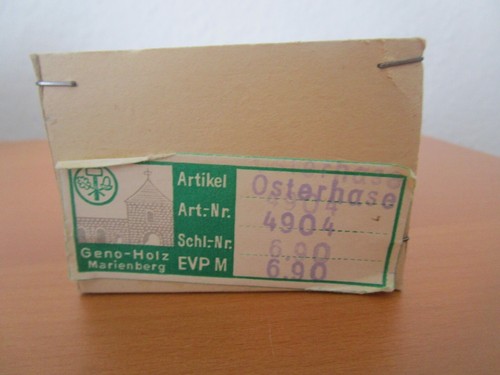 Artikel Osterhase
Art.-Nr. 4904
Schl.-Nr. 6,90
EVP M 6,90
Geno-Holz
Marienberg